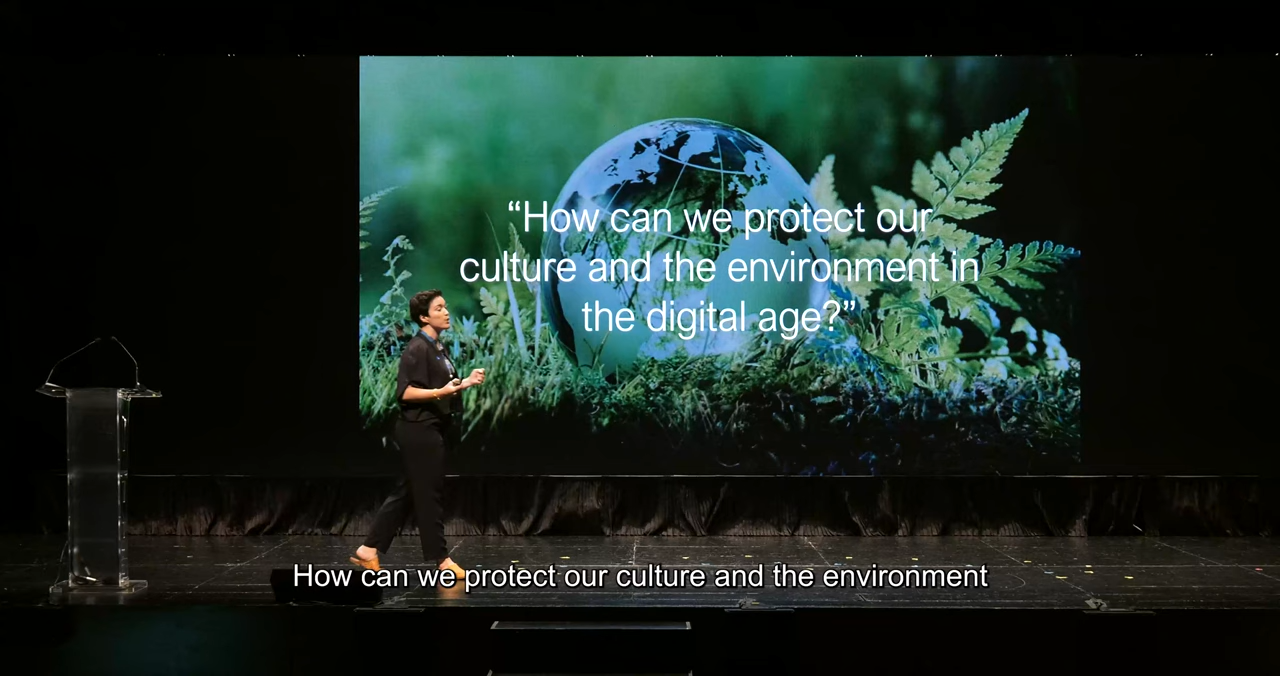 “How can we protect our
culture and the environment in
the digital age?”
How can we protect our culture and the environment